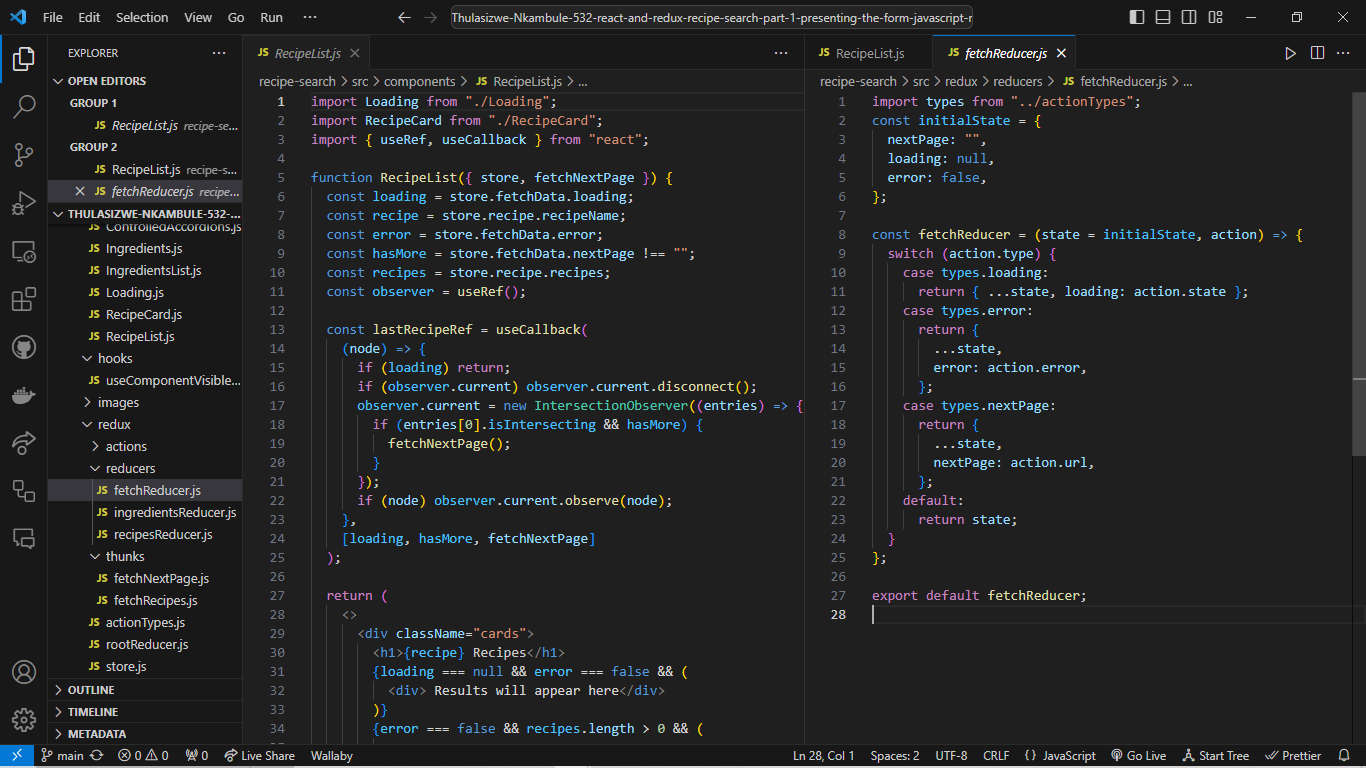 File Edit Selection View Go Run ··· Thulasizwe-Nkambule-532-react-and-redux-recipe-search-part-1-presenting-the-form-javascript-r
EXPLORER ···
OPEN EDITORS
GROUP 1
JS RecipeList.js recipe-se...
GROUP 2
JS RecipeList.js recipe-s...
JS fetchReducer.js recipe...
THULASIZWE-NKAMBULE-532-...
JS ControlledAccordions.js
JS Ingredients.js
JS IngredientsList.js
JS Loading.js
JS RecipeCard.js
JS RecipeList.js
hooks
JS useComponentVisible...
images
redux
actions
reducers
JS fetchReducer.js
JS ingredientsReducer.js
JS recipesReducer.js
thunks
JS fetchNextPage.js
JS fetchRecipes.js
JS actionTypes.js
JS rootReducer.js
JS store.js
OUTLINE
TIMELINE
METADATA
JS RecipeList.js ···
recipe-search > src > components > JS RecipeList.js > ...
1 import Loading from "./Loading";
2 import RecipeCard from "./RecipeCard";
3 import { useRef, useCallback } from "react";
4
5 function RecipeList({ store, fetchNextPage }) {
6 const loading = store.fetchData.loading;
7 const recipe = store.recipe.recipeName;
8 const error = store.fetchData.error;
9 const hasMore = store.fetchData.nextPage !== "";
10 const recipes = store.recipe.recipes;
11 const observer = useRef();
12
13 const lastRecipeRef = useCallback(
14 (node) => {
15 if (loading) return;
16 if (observer.current) observer.current.disconnect();
17 observer.current = new IntersectionObserver((entries) => {
18 if (entries[0].isIntersecting && hasMore) {
19 fetchNextPage();
20 }
21 });
22 if (node) observer.current.observe(node);
23 },
24 [loading, hasMore, fetchNextPage]
25 );
26
27 return (
28 <>
29 <div className="cards">
30 <h1>{recipe} Recipes</h1>
31 {loading === null && error === false && (
32 <div> Results will appear here</div>
33 )}
34 {error === false && recipes.length > 0 && (
JS RecipeList.js JS fetchReducer.js ···
recipe-search > src > redux > reducers > JS fetchReducer.js > ...
1 import types from "../actionTypes";
2 const initialState = {
3 nextPage: "",
4 loading: null,
5 error: false,
6 };
7
8 const fetchReducer = (state = initialState, action) => {
9 switch (action.type) {
10 case types.loading:
11 return { ...state, loading: action.state };
12 case types.error:
13 return {
14 ...state,
15 error: action.error,
16 };
17 case types.nextPage:
18 return {
19 ...state,
20 nextPage: action.url,
21 };
22 default:
23 return state;
24 }
25 };
26
27 export default fetchReducer;
28
main 0 0 0 Live Share Wallaby Ln 28, Col 1 Spaces: 2 UTF-8 CRLF {} JavaScript Go Live Start Tree Prettier